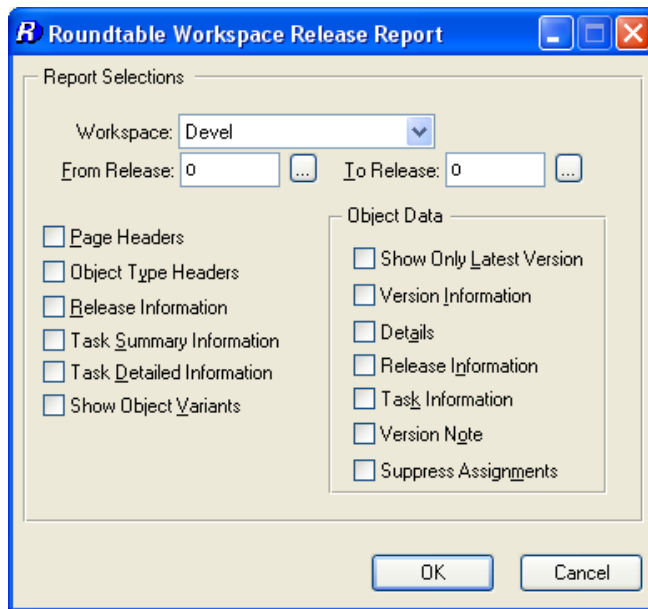 R Roundtable Workspace Release Report
Report Selections
Workspace: Devel
From Release: 0 ... To Release: 0 ...
Page Headers
Object Type Headers
Release Information
Task Summary Information
Task Detailed Information
Show Object Variants
Object Data
Show Only Latest Version
Version Information
Details
Release Information
Task Information
Version Note
Suppress Assignments
OK Cancel